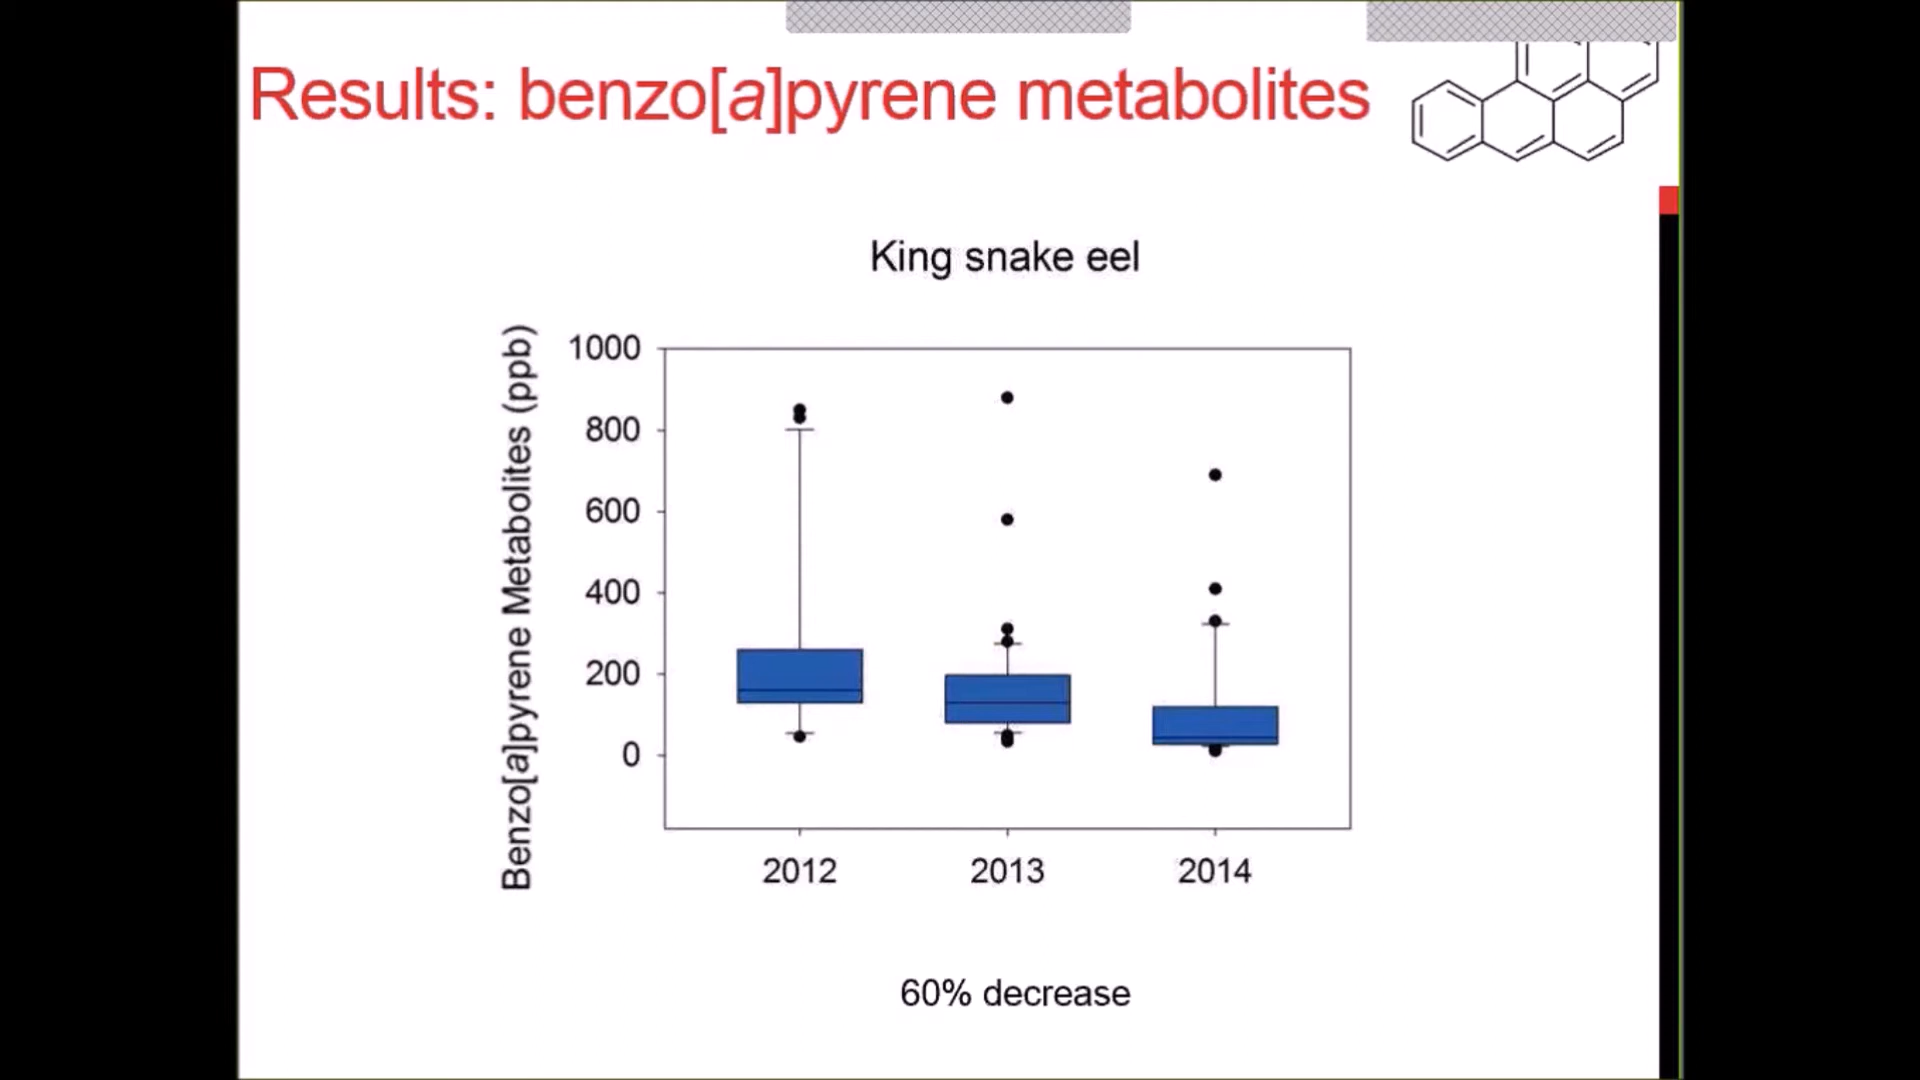 Results: benzo[a]pyrene metabolites
King snake eel
Benzo[a]pyrene Metabolites (ppb)
1000
800
600
400
200
0
2012 2013 2014
60% decrease